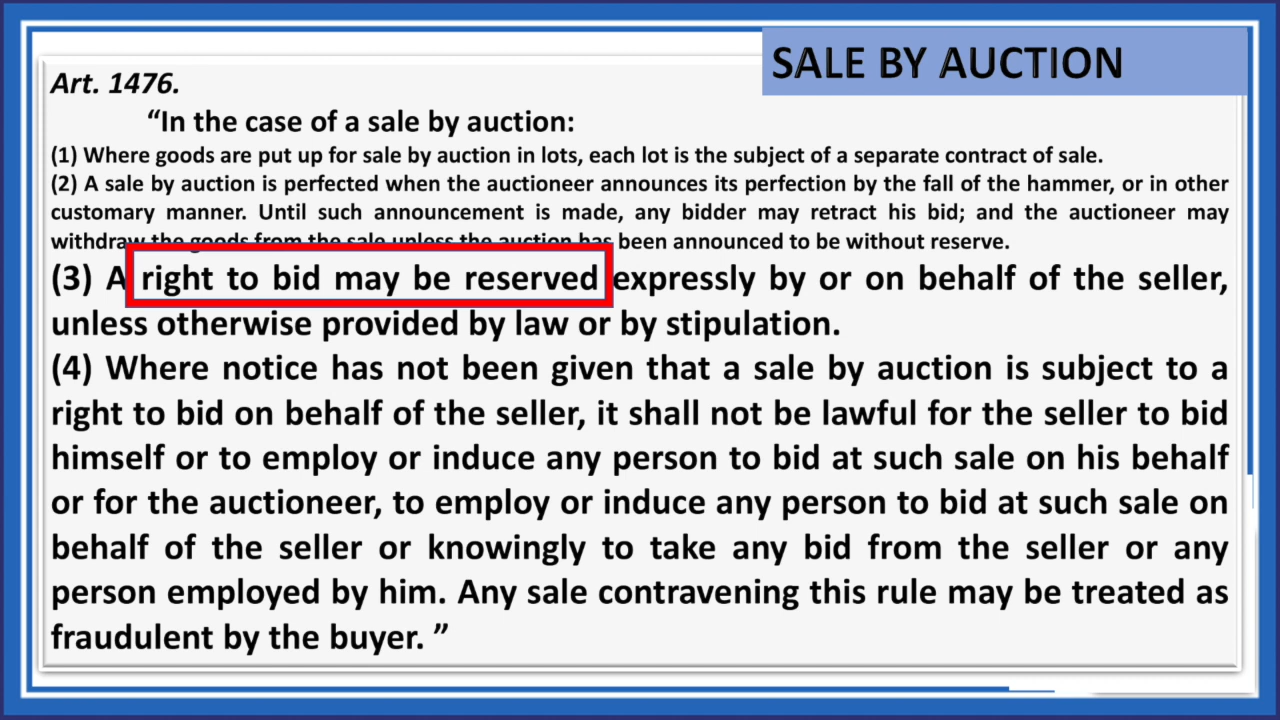 SALE BY AUCTION
Art. 1476.
“In the case of a sale by auction:
(1) Where goods are put up for sale by auction in lots, each lot is the subject of a separate contract of sale.
(2) A sale by auction is perfected when the auctioneer announces its perfection by the fall of the hammer, or in other
customary manner. Until such announcement is made, any bidder may retract his bid; and the auctioneer may
withdraw the goods from the sale unless the auction has been announced to be without reserve.
(3) A right to bid may be reserved expressly by or on behalf of the seller,
unless otherwise provided by law or by stipulation.
(4) Where notice has not been given that a sale by auction is subject to a
right to bid on behalf of the seller, it shall not be lawful for the seller to bid
himself or to employ or induce any person to bid at such sale on his behalf
or for the auctioneer, to employ or induce any person to bid at such sale on
behalf of the seller or knowingly to take any bid from the seller or any
person employed by him. Any sale contravening this rule may be treated as
fraudulent by the buyer. ”